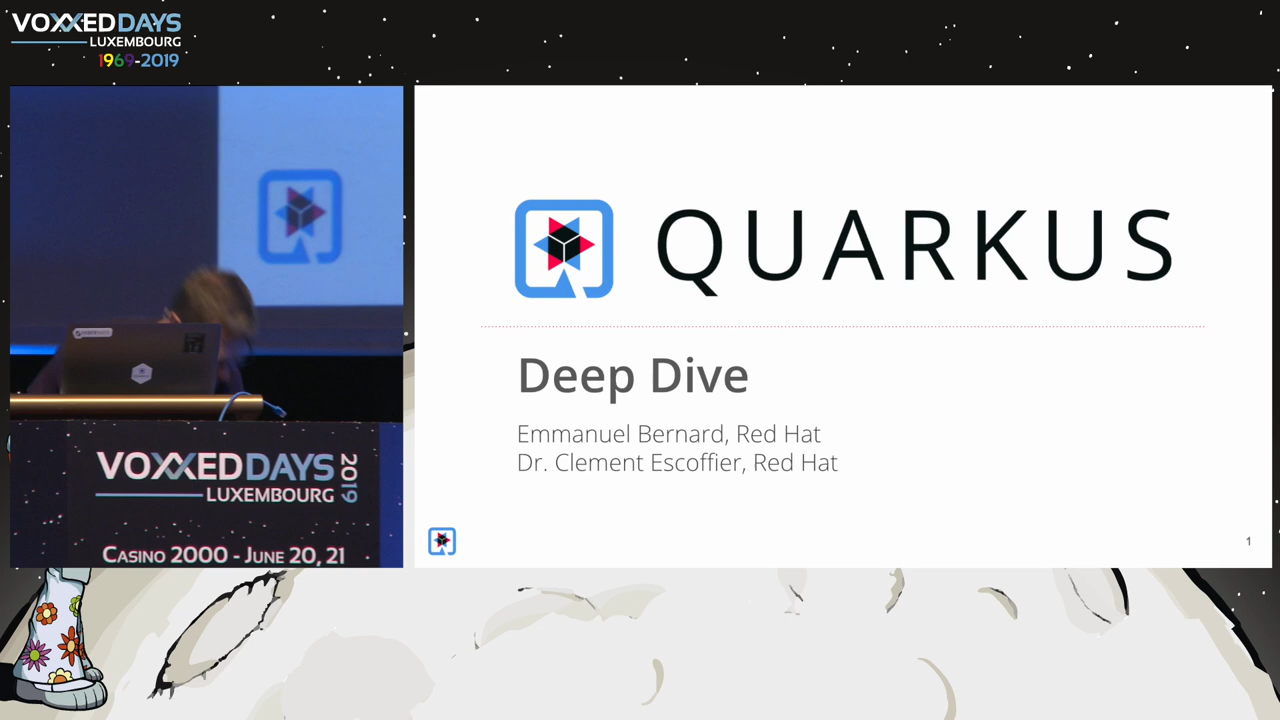 VOXXEDDAYS
LUXEMBOURG
1969-2019
QUARKUS
Deep Dive
Emmanuel Bernard, Red Hat
Dr. Clement Escoffier, Red Hat
1
VOXXEDDAYS
2019
LUXEMBOURG
CASINO 2000 - JUNE 20, 21